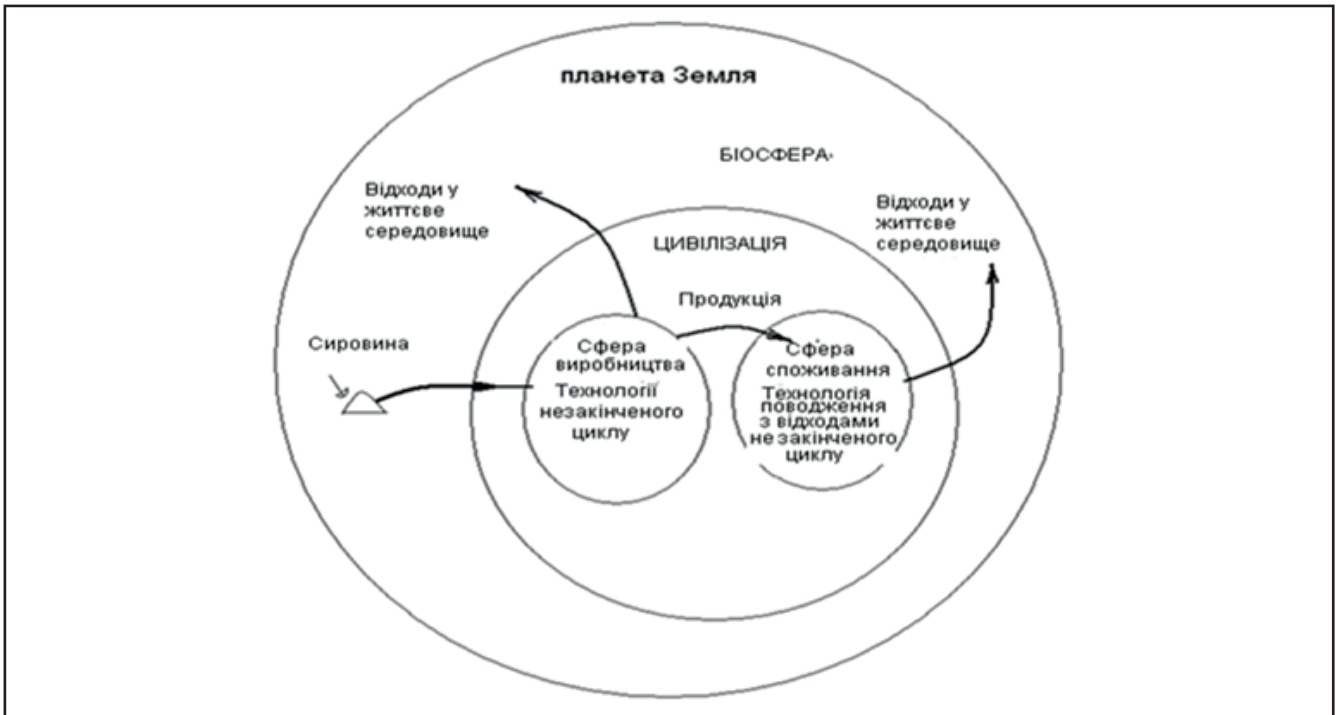 планета Земля
БІОСФЕРА
Відходи у
життєве
середовище
Відходи у
життєве
середовище
ЦИВІЛІЗАЦІЯ
Продукція
Сировина
Сфера
виробництва
Технології
незакінченого
циклу
Сфера
споживання
Технологія
поводження
з відходами
не закінченого
циклу